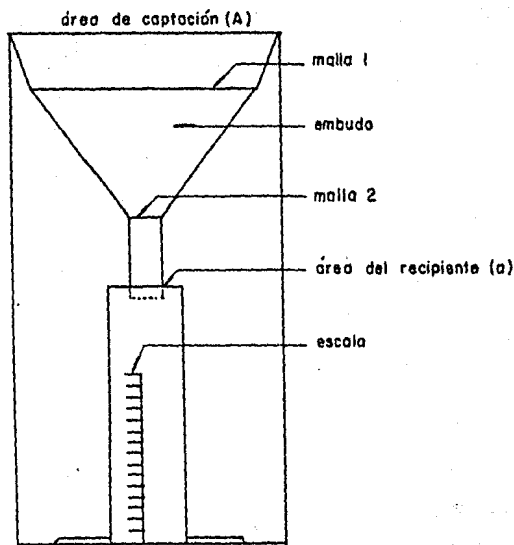 área de captación (A)
malla 1
embudo
malla 2
área del recipiente (a)
escala